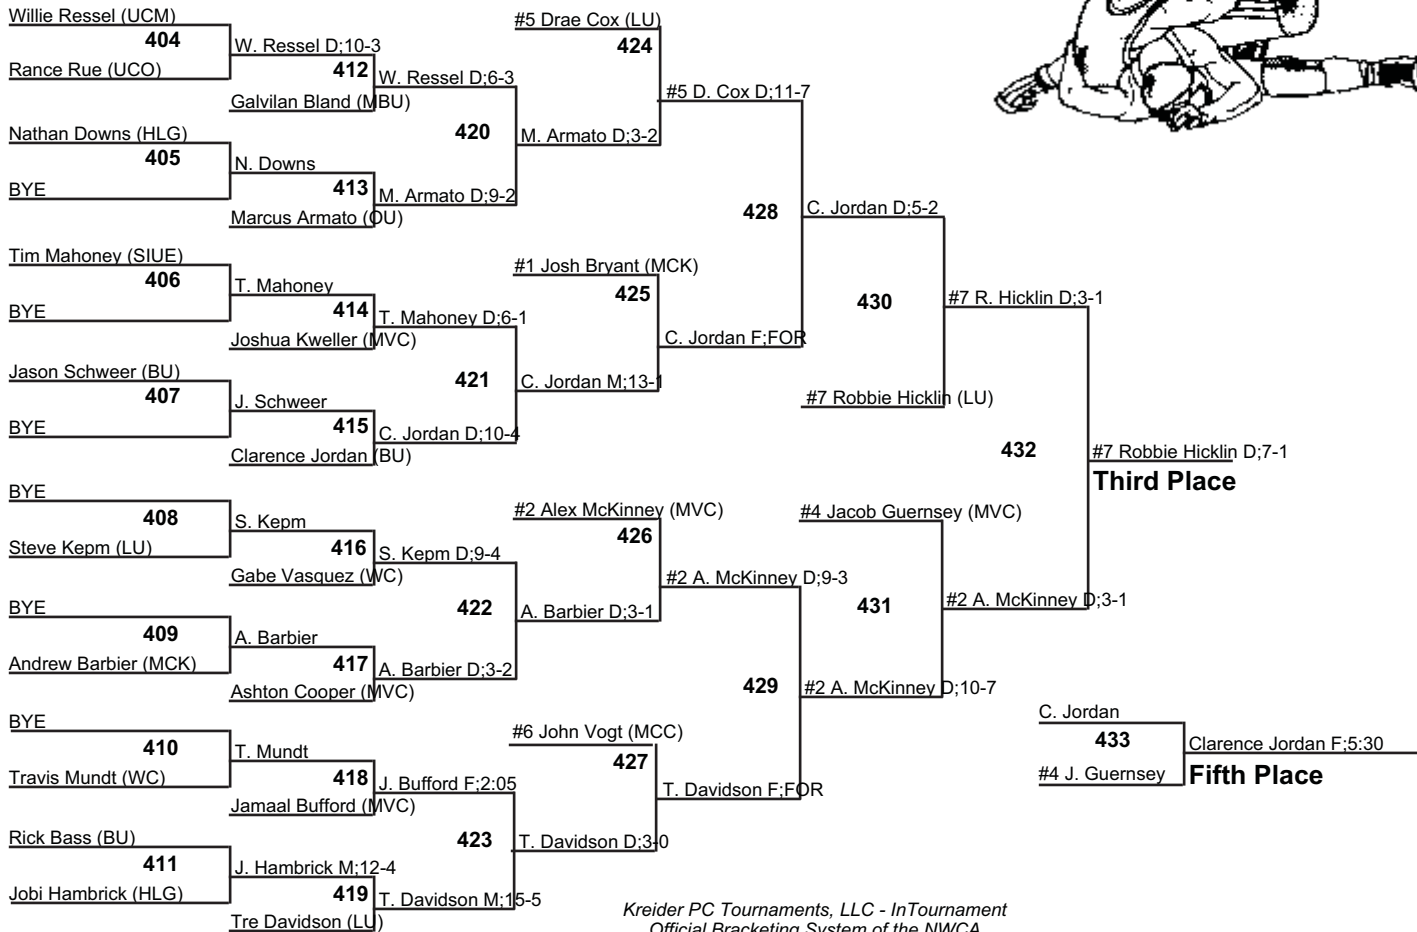 Willie Ressel (UCM)
404
Rance Rue (UCO)
Nathan Downs (HLG)
405
BYE
Tim Mahoney (SIUE)
406
BYE
Jason Schweer (BU)
407
BYE
BYE
408
Steve Kepm (LU)
BYE
409
Andrew Barbier (MCK)
BYE
410
Travis Mundt (WC)
Rick Bass (BU)
411
Jobi Hambrick (HLG)
W. Ressel D;10-3
412
Galvilan Bland (MBU)
N. Downs
413
Marcus Armato (OU)
T. Mahoney
414
Joshua Kweller (MVC)
J. Schweer
415
Clarence Jordan (BU)
S. Kepm
416
Gabe Vasquez (WC)
A. Barbier
417
Ashton Cooper (MVC)
T. Mundt
418
Jamaal Bufford (MVC)
J. Hambrick M;12-4
419
Tre Davidson (LU)
W. Ressel D;6-3
420
M. Armato D;9-2
T. Mahoney D;6-1
421
C. Jordan D;10-4
S. Kepm D;9-4
422
A. Barbier D;3-2
J. Bufford F;2:05
423
T. Davidson M;15-5
#5 Drae Cox (LU)
424
M. Armato D;3-2
#1 Josh Bryant (MCK)
425
C. Jordan M;13-1
#2 Alex McKinney (MVC)
426
A. Barbier D;3-1
#6 John Vogt (MCC)
427
T. Davidson D;3-0
#5 D. Cox D;11-7
428
C. Jordan F;FOR
#2 A. McKinney D;9-3
429
T. Davidson F;FOR
C. Jordan D;5-2
430
#7 Robbie Hicklin (LU)
#4 Jacob Guernsey (MVC)
431
#2 A. McKinney D;10-7
#7 R. Hicklin D;3-1
432
#2 A. McKinney D;3-1
#7 Robbie Hicklin D;7-1
Third Place
C. Jordan
433
#4 J. Guernsey
Clarence Jordan F;5:30
Fifth Place
Kreider PC Tournaments, LLC - InTournament
Official Bracketing System of the NWCA